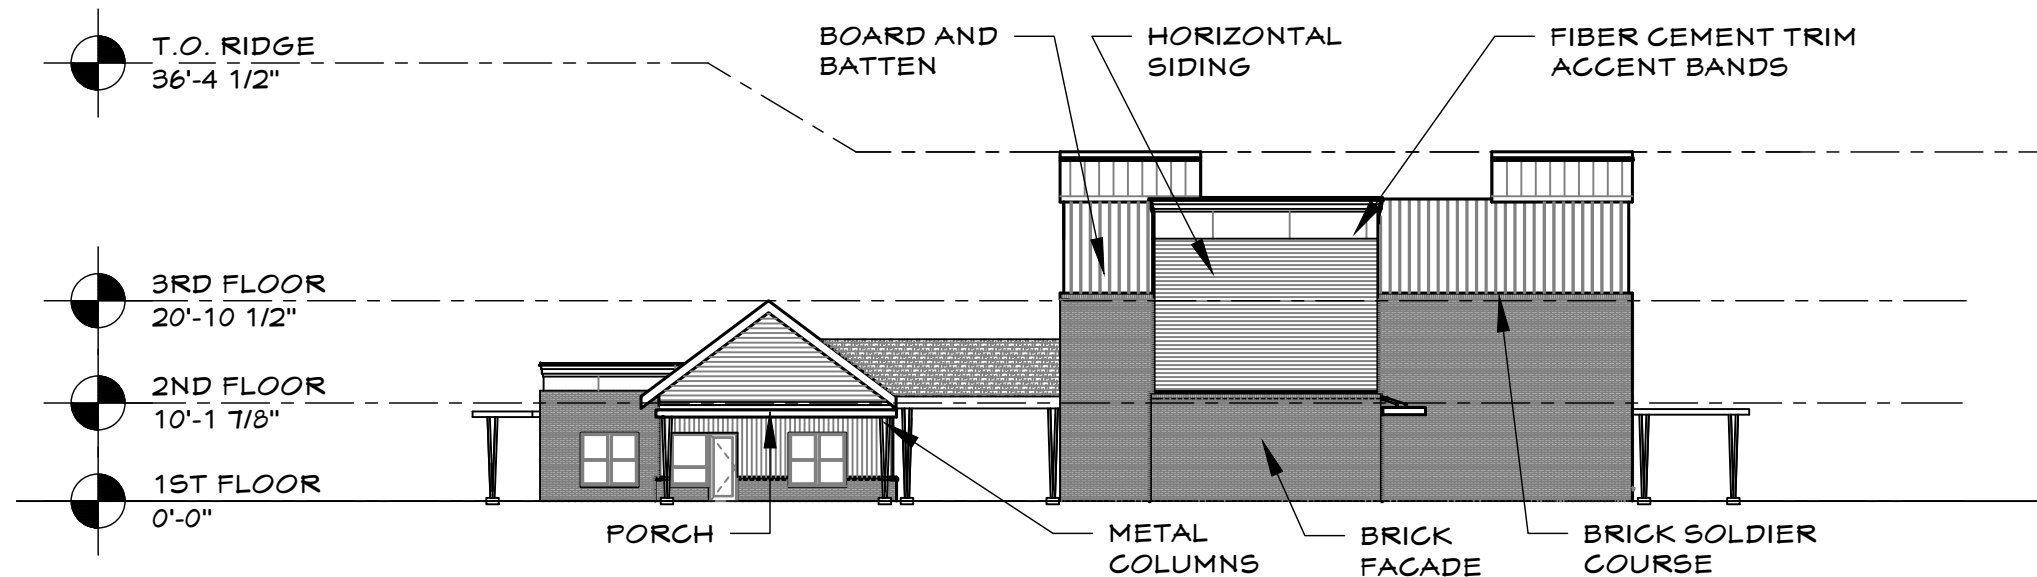 T.O. RIDGE
36'-4 1/2"
BOARD AND
BATTEN
HORIZONTAL
SIDING
FIBER CEMENT TRIM
ACCENT BANDS
3RD FLOOR
20'-10 1/2"
2ND FLOOR
10'-1 7/8"
1ST FLOOR
0'-0"
PORCH
METAL
COLUMNS
BRICK
FACADE
BRICK SOLDIER
COURSE